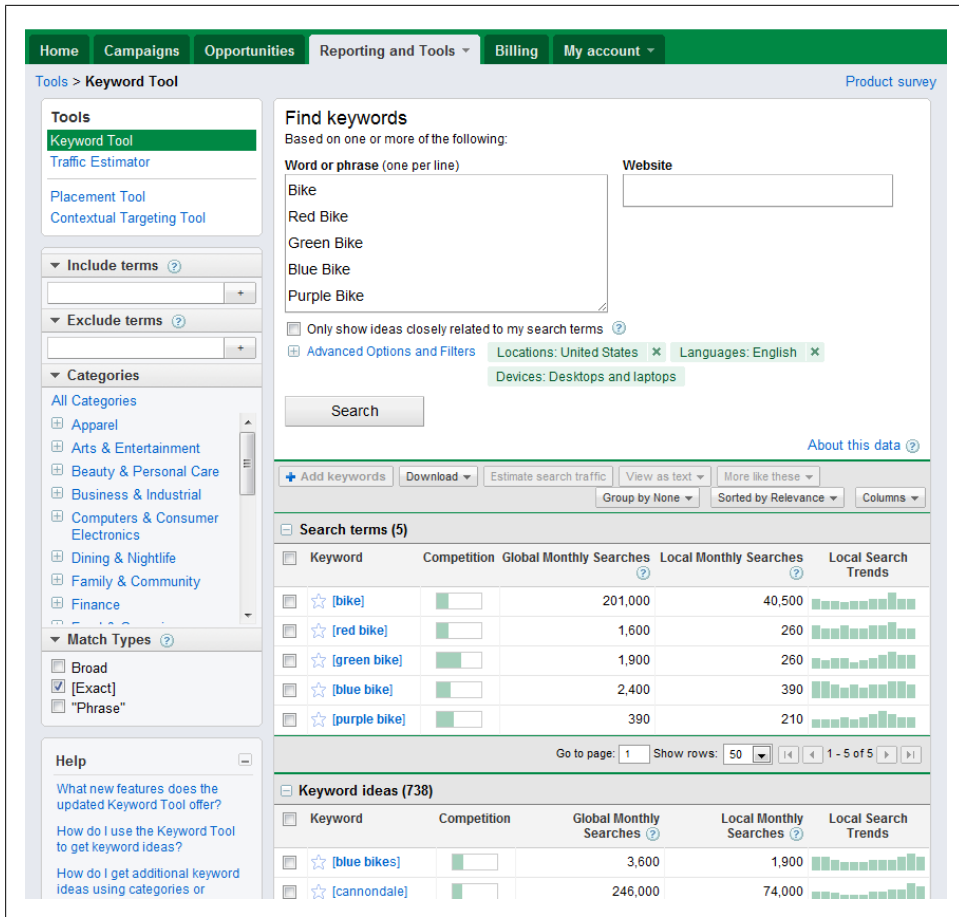 Home Campaigns Opportunities Reporting and Tools Billing My account
Tools > Keyword Tool Product survey
Tools
Keyword Tool
Traffic Estimator
Placement Tool
Contextual Targeting Tool
Include terms ?
+
Exclude terms ?
+
Categories
All Categories
Apparel
Arts & Entertainment
Beauty & Personal Care
Business & Industrial
Computers & Consumer
Electronics
Dining & Nightlife
Family & Community
Finance
Match Types ?
Broad
[Exact]
"Phrase"
Help
What new features does the
updated Keyword Tool offer?
How do I use the Keyword Tool
to get keyword ideas?
How do I get additional keyword
ideas using categories or
Find keywords
Based on one or more of the following:
Word or phrase (one per line) Website
Bike
Red Bike
Green Bike
Blue Bike
Purple Bike
Only show ideas closely related to my search terms ?
Advanced Options and Filters Locations: United States × Languages: English ×
Devices: Desktops and laptops
Search
About this data ?
+ Add keywords Download Estimate search traffic View as text More like these
Group by None Sorted by Relevance Columns
Search terms (5)
Keyword Competition Global Monthly Searches ? Local Monthly Searches ? Local Search Trends
[bike] 201,000 40,500
[red bike] 1,600 260
[green bike] 1,900 260
[blue bike] 2,400 390
[purple bike] 390 210
Go to page: 1 Show rows: 50 1 - 5 of 5
Keyword ideas (738)
Keyword Competition Global Monthly Searches ? Local Monthly Searches ? Local Search Trends
[blue bikes] 3,600 1,900
[cannondale] 246,000 74,000